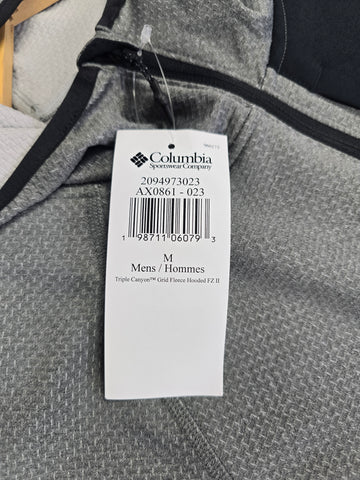 Columbia
Sportswear Company
2094973023
AX0861 - 023
1 98711 06079 3
M
Mens / Hommes
Triple Canyon™ Grid Fleece Hooded FZ II